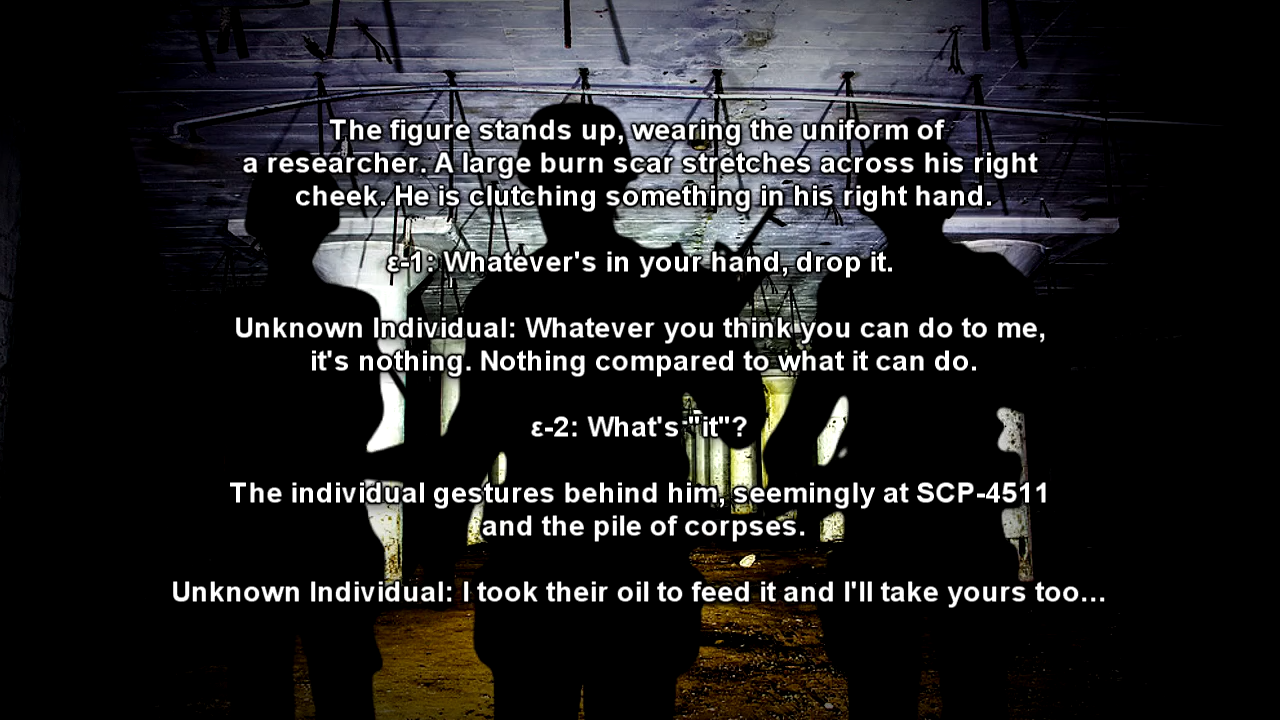 The figure stands up, wearing the uniform of
a researcher. A large burn scar stretches across his right
cheek. He is clutching something in his right hand.
ε-1: Whatever's in your hand, drop it.
Unknown Individual: Whatever you think you can do to me,
it's nothing. Nothing compared to what it can do.
ε-2: What's "it"?
The individual gestures behind him, seemingly at SCP-4511
and the pile of corpses.
Unknown Individual: I took their oil to feed it and I'll take yours too...